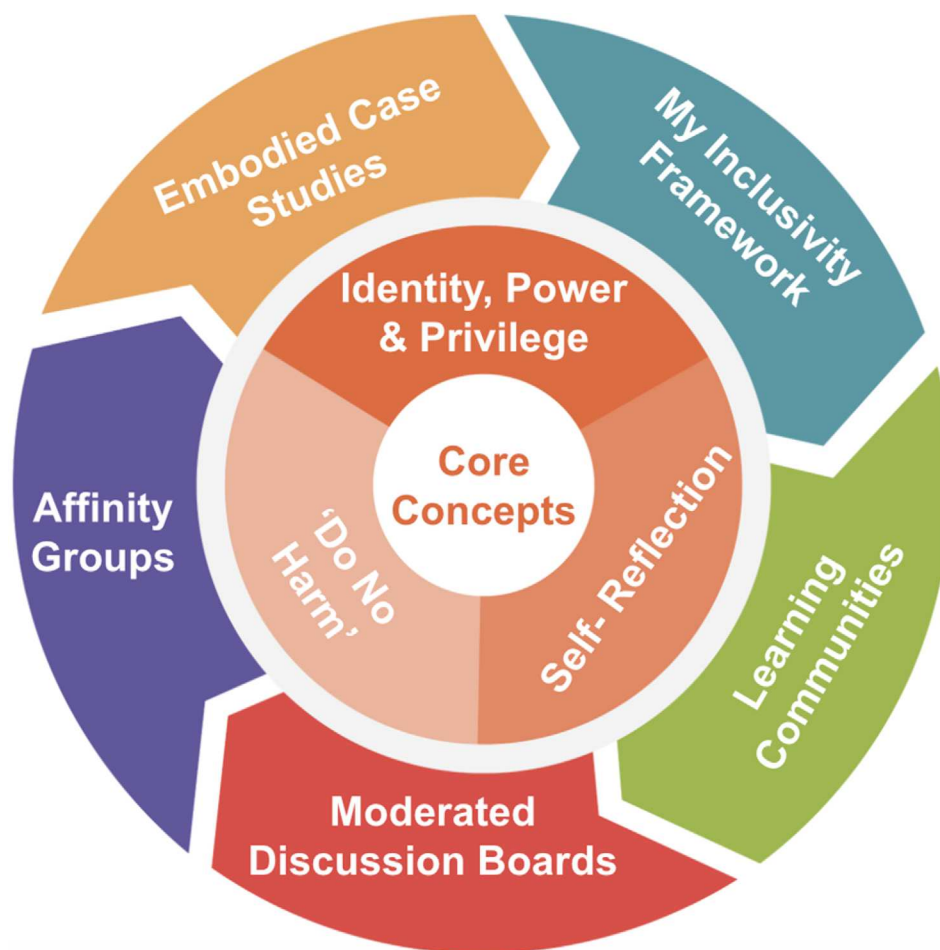 Embodied Case
Studies
My Inclusivity
Framework
Identity, Power
& Privilege
Core
Concepts
Affinity
Groups
‘Do No
Harm’
Self- Reflection
Learning
Communities
Moderated
Discussion Boards